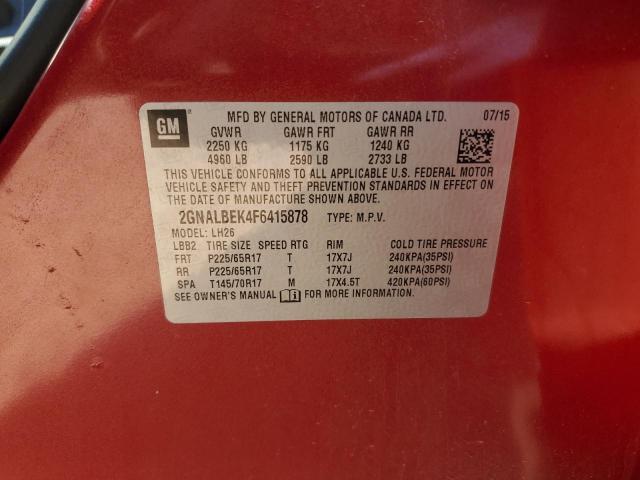 GM
MFD BY GENERAL MOTORS OF CANADA LTD. 07/15
GVWR GAWR FRT GAWR RR
2250 KG 1175 KG 1240 KG
4960 LB 2590 LB 2733 LB
THIS VEHICLE CONFORMS TO ALL APPLICABLE U.S. FEDERAL MOTOR
VEHICLE SAFETY AND THEFT PREVENTION STANDARDS IN EFFECT ON THE
DATE OF MANUFACTURE SHOWN ABOVE.
2GNALBEK4F6415878 TYPE: M.P.V.
MODEL: LH26
LBB2 TIRE SIZE SPEED RTG RIM COLD TIRE PRESSURE
FRT P225/65R17 T 17X7J 240KPA(35PSI)
RR P225/65R17 T 17X7J 240KPA(35PSI)
SPA T145/70R17 M 17X4.5T 420KPA(60PSI)
SEE OWNER'S MANUAL FOR MORE INFORMATION.